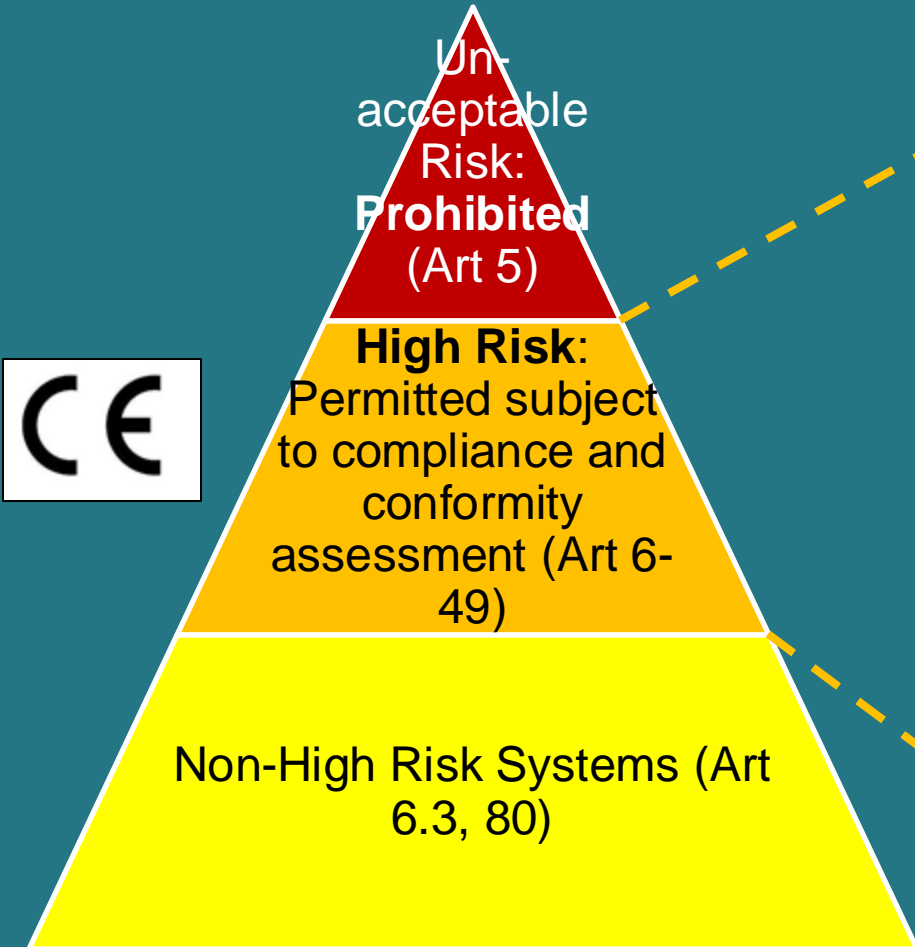 Un-
acceptable
Risk:
Prohibited
(Art 5)
High Risk:
Permitted subject
to compliance and
conformity
assessment (Art 6-
49)
CE
Non-High Risk Systems (Art
6.3, 80)